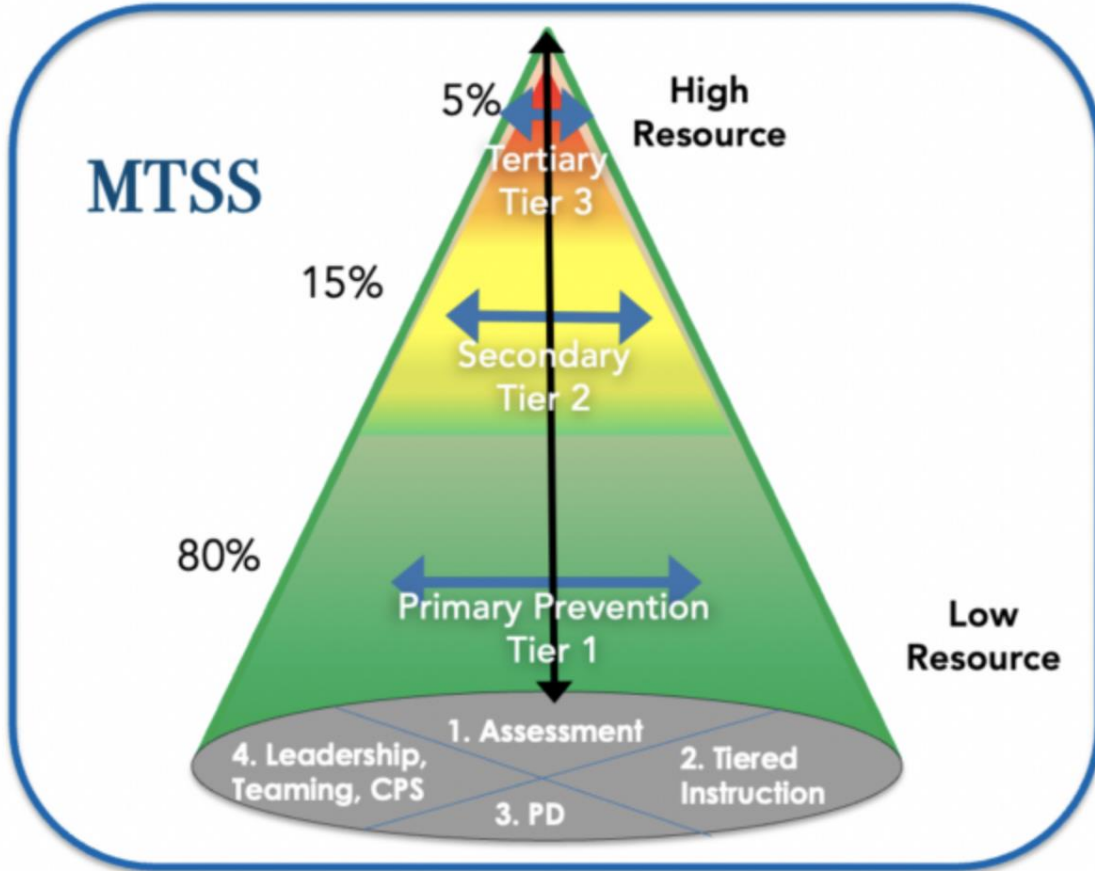 MTSS
5%
High
Resource
Tertiary
Tier 3
15%
Secondary
Tier 2
80%
Primary Prevention
Tier 1
Low
Resource
1. Assessment
4. Leadership,
Teaming, CPS
2. Tiered
Instruction
3. PD